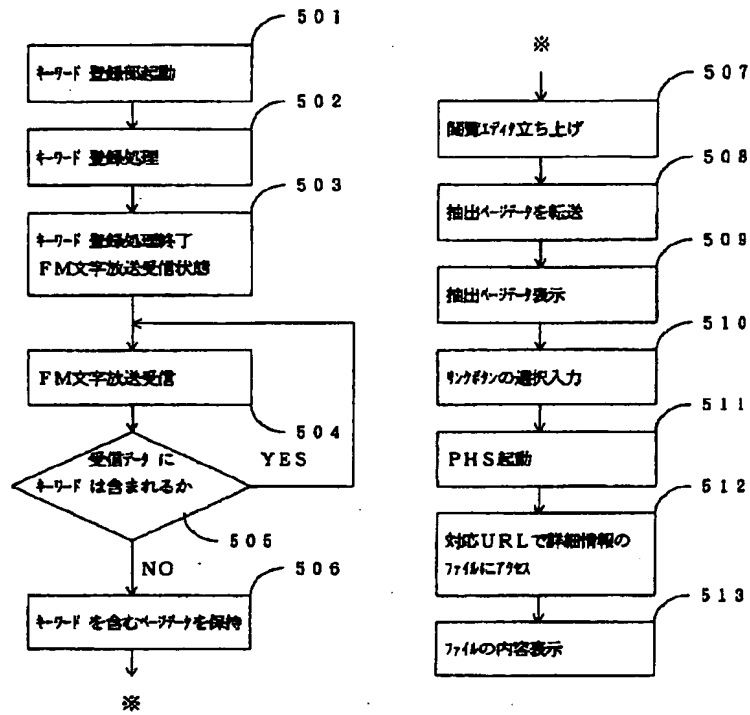 501
キーワード 登録部起動
502
キーワード 登録処理
503
キーワード 登録処理終了
FM文字放送受信状態
FM文字放送受信
504
受信データ に
キーワード は含まれるか
YES
505
NO
506
キーワード を含むページデータを保持
※
※
507
閲覧エディタ立ち上げ
508
抽出ページデータを転送
509
抽出ページデータ表示
510
リンクボタンの選択入力
511
PHS起動
512
対応URLで詳細情報の
ファイルにアクセス
513
ファイルの内容表示